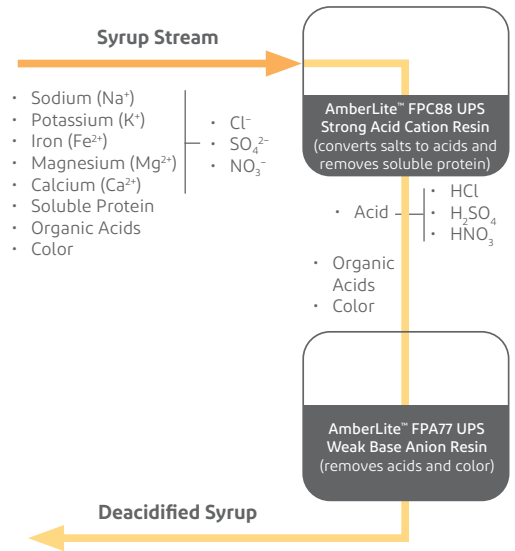 Syrup Stream
• Sodium (Na⁺)
• Potassium (K⁺)
• Iron (Fe²⁺)
• Magnesium (Mg²⁺)
• Calcium (Ca²⁺)
• Soluble Protein
• Organic Acids
• Color
• Cl⁻
• SO₄²⁻
• NO₃⁻
AmberLite™ FPC88 UPS
Strong Acid Cation Resin
(converts salts to acids and
removes soluble protein)
• Acid
• HCl
• H₂SO₄
• HNO₃
• Organic
Acids
• Color
AmberLite™ FPA77 UPS
Weak Base Anion Resin
(removes acids and color)
Deacidified Syrup